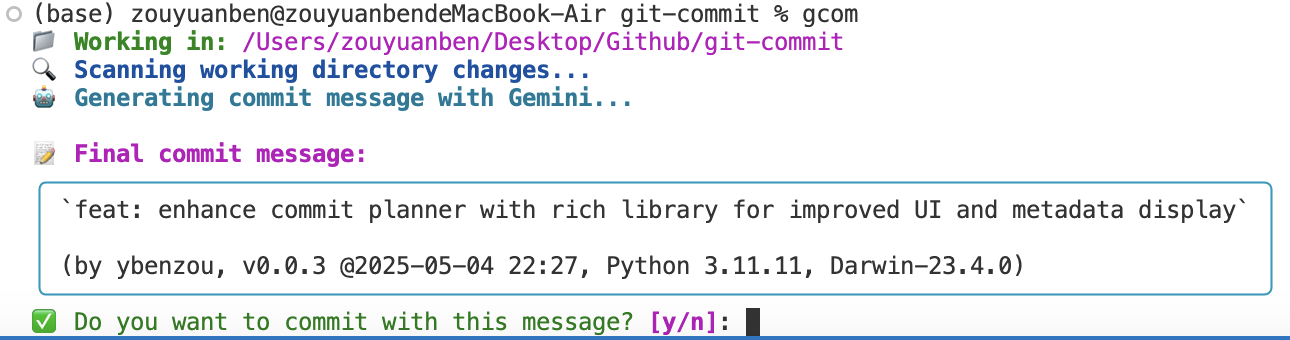 (base) zouyuanben@zouyuanbendeMacBook-Air git-commit % gcom
Working in: /Users/zouyuanben/Desktop/Github/git-commit
Scanning working directory changes...
Generating commit message with Gemini...
Final commit message:
`feat: enhance commit planner with rich library for improved UI and metadata display`
(by ybenzou, v0.0.3 @2025-05-04 22:27, Python 3.11.11, Darwin-23.4.0)
Do you want to commit with this message? [y/n]: